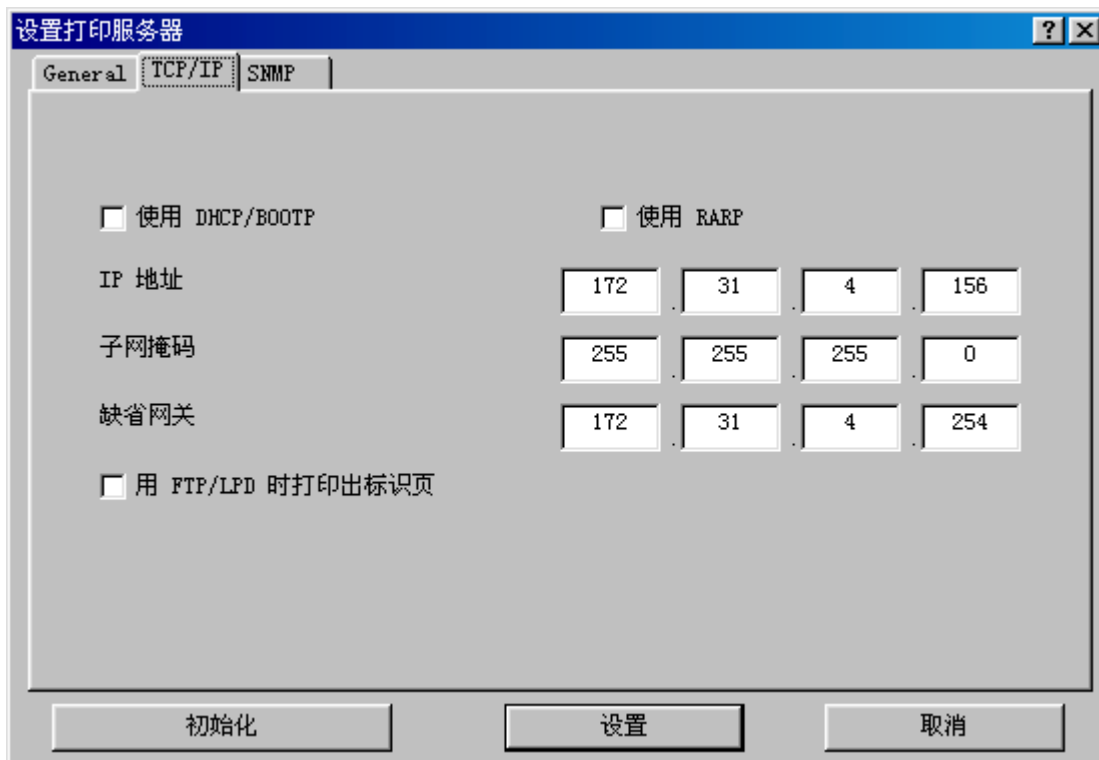 设置打印服务器
General TCP/IP SNMP
使用 DHCP/BOOTP 使用 RARP
IP 地址 172 . 31 . 4 . 156
子网掩码 255 . 255 . 255 . 0
缺省网关 172 . 31 . 4 . 254
用 FTP/LPD 时打印出标识页
初始化 设置 取消